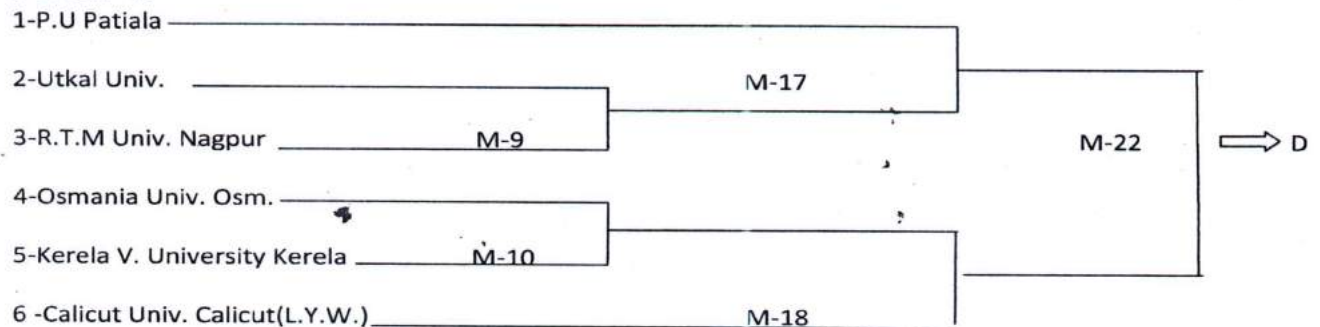 1-P.U Patiala
2-Utkal Univ.
M-17
3-R.T.M Univ. Nagpur
M-9
M-22
D
4-Osmania Univ. Osm.
5-Kerela V. University Kerela
M-10
6 -Calicut Univ. Calicut(L.Y.W.)
M-18